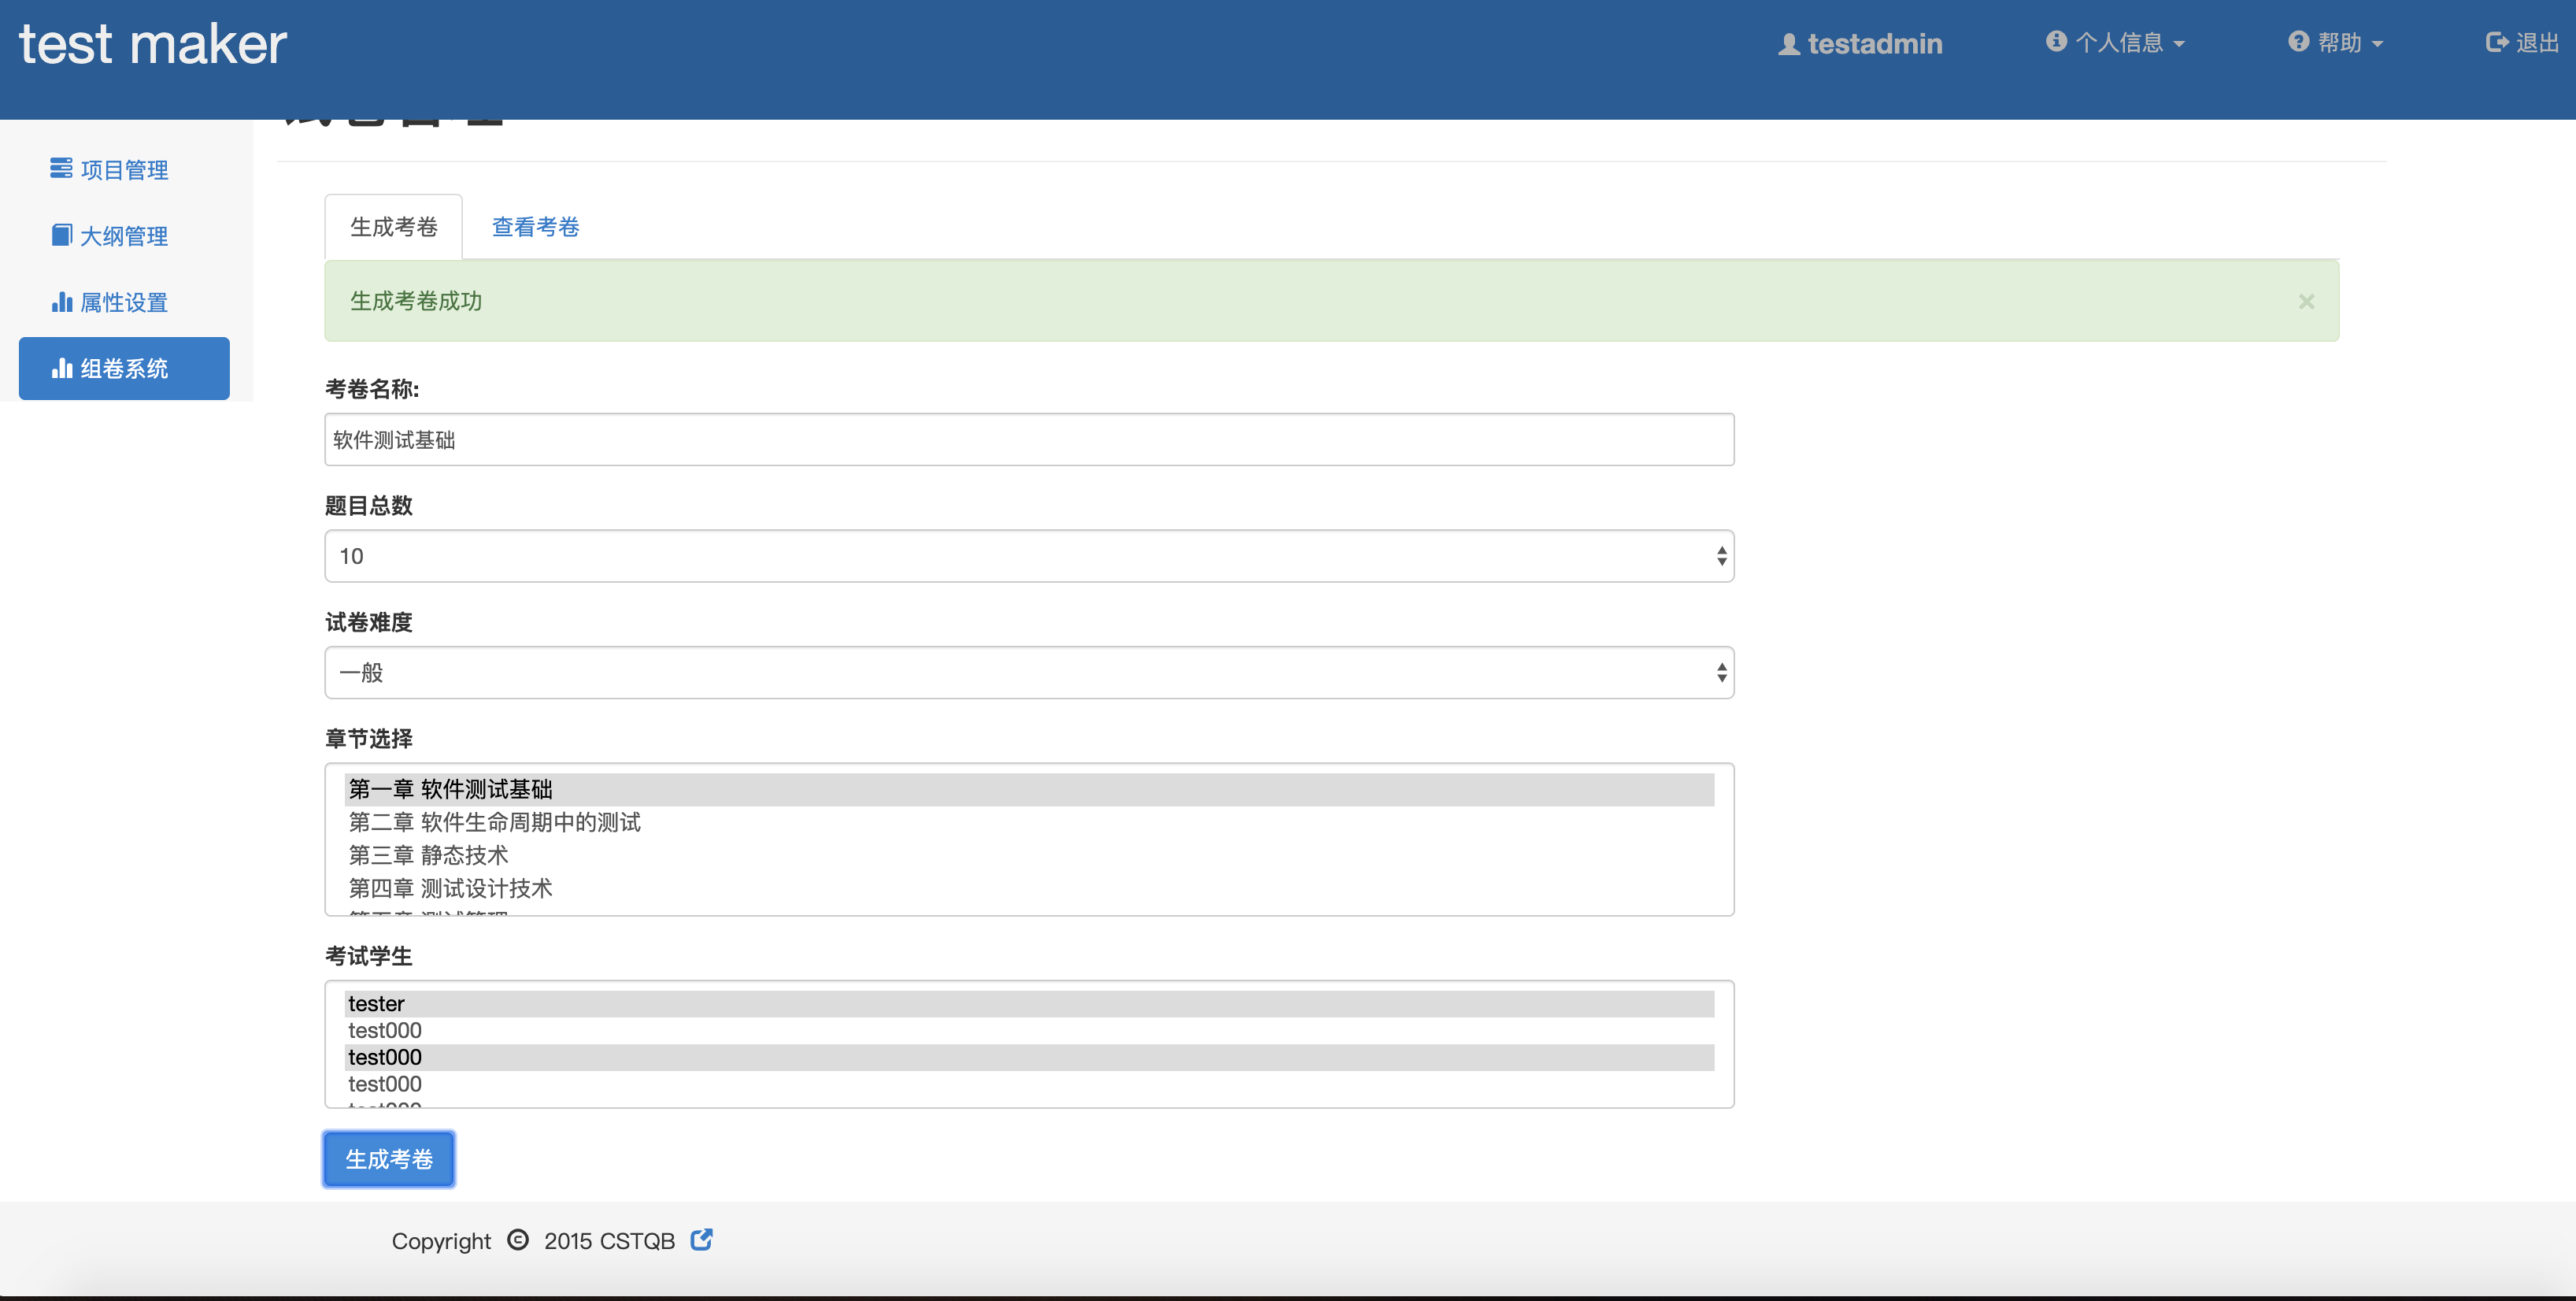 test maker
testadmin
个人信息
帮助
退出
项目管理
大纲管理
属性设置
组卷系统
生成考卷
查看考卷
生成考卷成功
×
考卷名称:
软件测试基础
题目总数
10
试卷难度
一般
章节选择
第一章 软件测试基础
第二章 软件生命周期中的测试
第三章 静态技术
第四章 测试设计技术
考试学生
tester
test000
test000
test000
生成考卷
Copyright © 2015 CSTQB